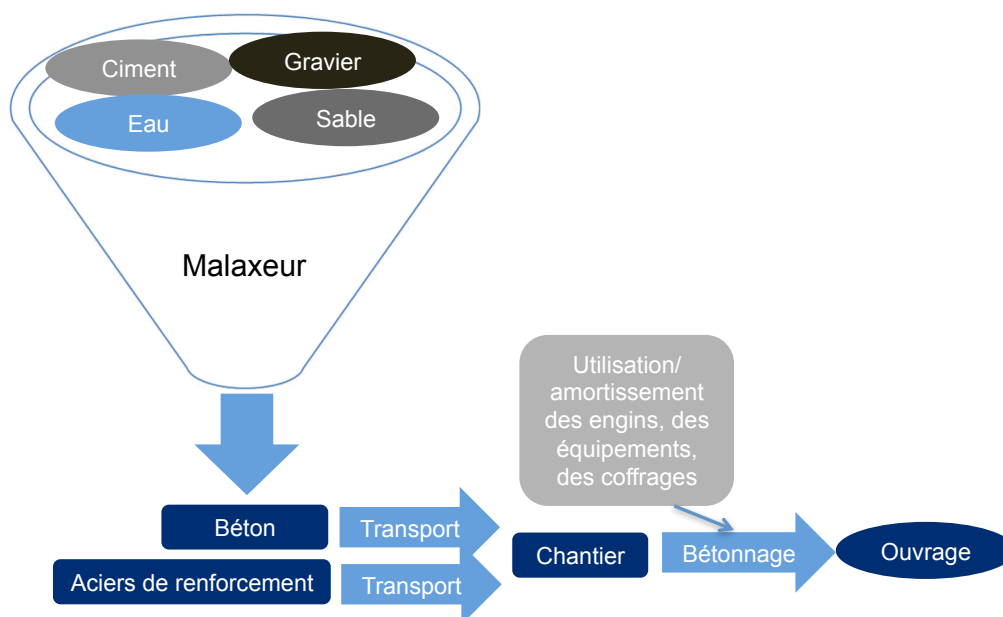 Ciment
Gravier
Eau
Sable
Malaxeur
Utilisation/
amortissement
des engins, des
équipements,
des coffrages
Béton
Transport
Chantier
Bétonnage
Ouvrage
Aciers de renforcement
Transport